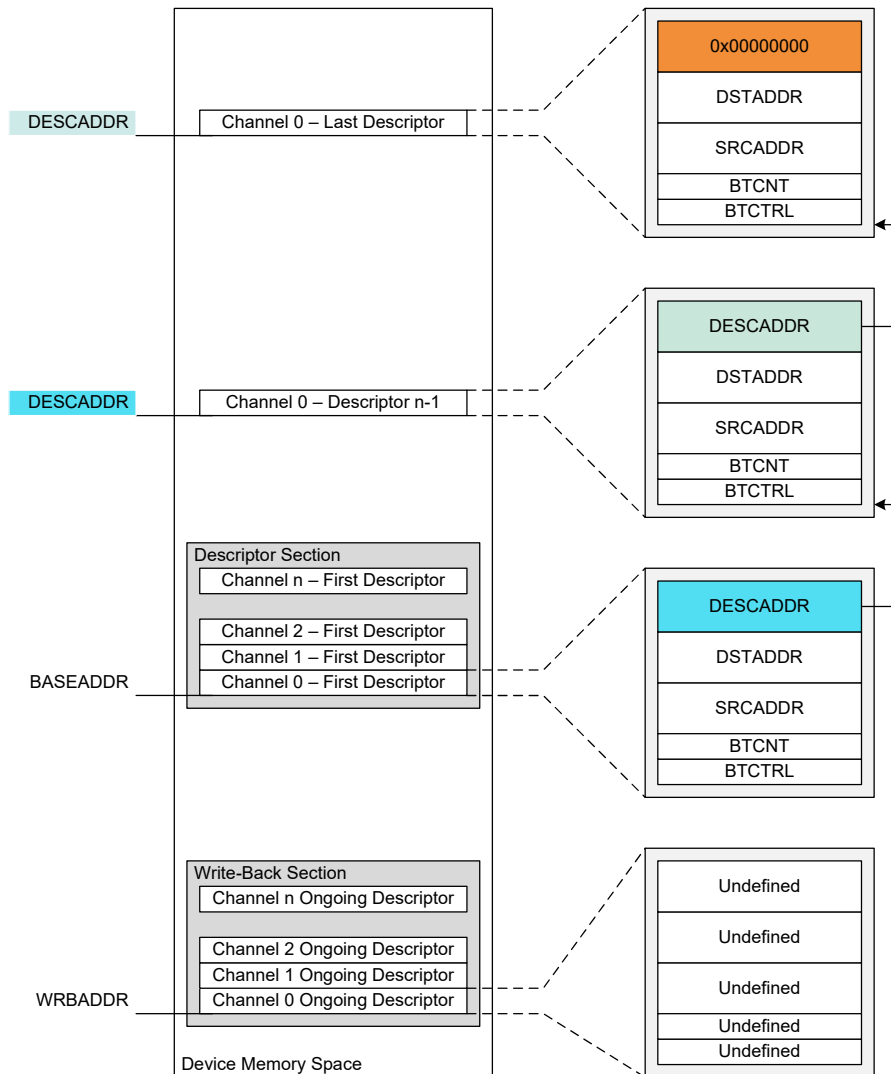 0x00000000
DESCADDR
Channel 0 – Last Descriptor
DSTADDR
SRCADDR
BTCNT
BTCTRL
DESCADDR
DESCADDR
Channel 0 – Descriptor n-1
DSTADDR
SRCADDR
BTCNT
BTCTRL
Descriptor Section
Channel n – First Descriptor
Channel 2 – First Descriptor
Channel 1 – First Descriptor
BASEADDR
Channel 0 – First Descriptor
DESCADDR
DSTADDR
SRCADDR
BTCNT
BTCTRL
Write-Back Section
Channel n Ongoing Descriptor
Channel 2 Ongoing Descriptor
Channel 1 Ongoing Descriptor
WRBADDR
Channel 0 Ongoing Descriptor
Undefined
Undefined
Undefined
Undefined
Undefined
Device Memory Space